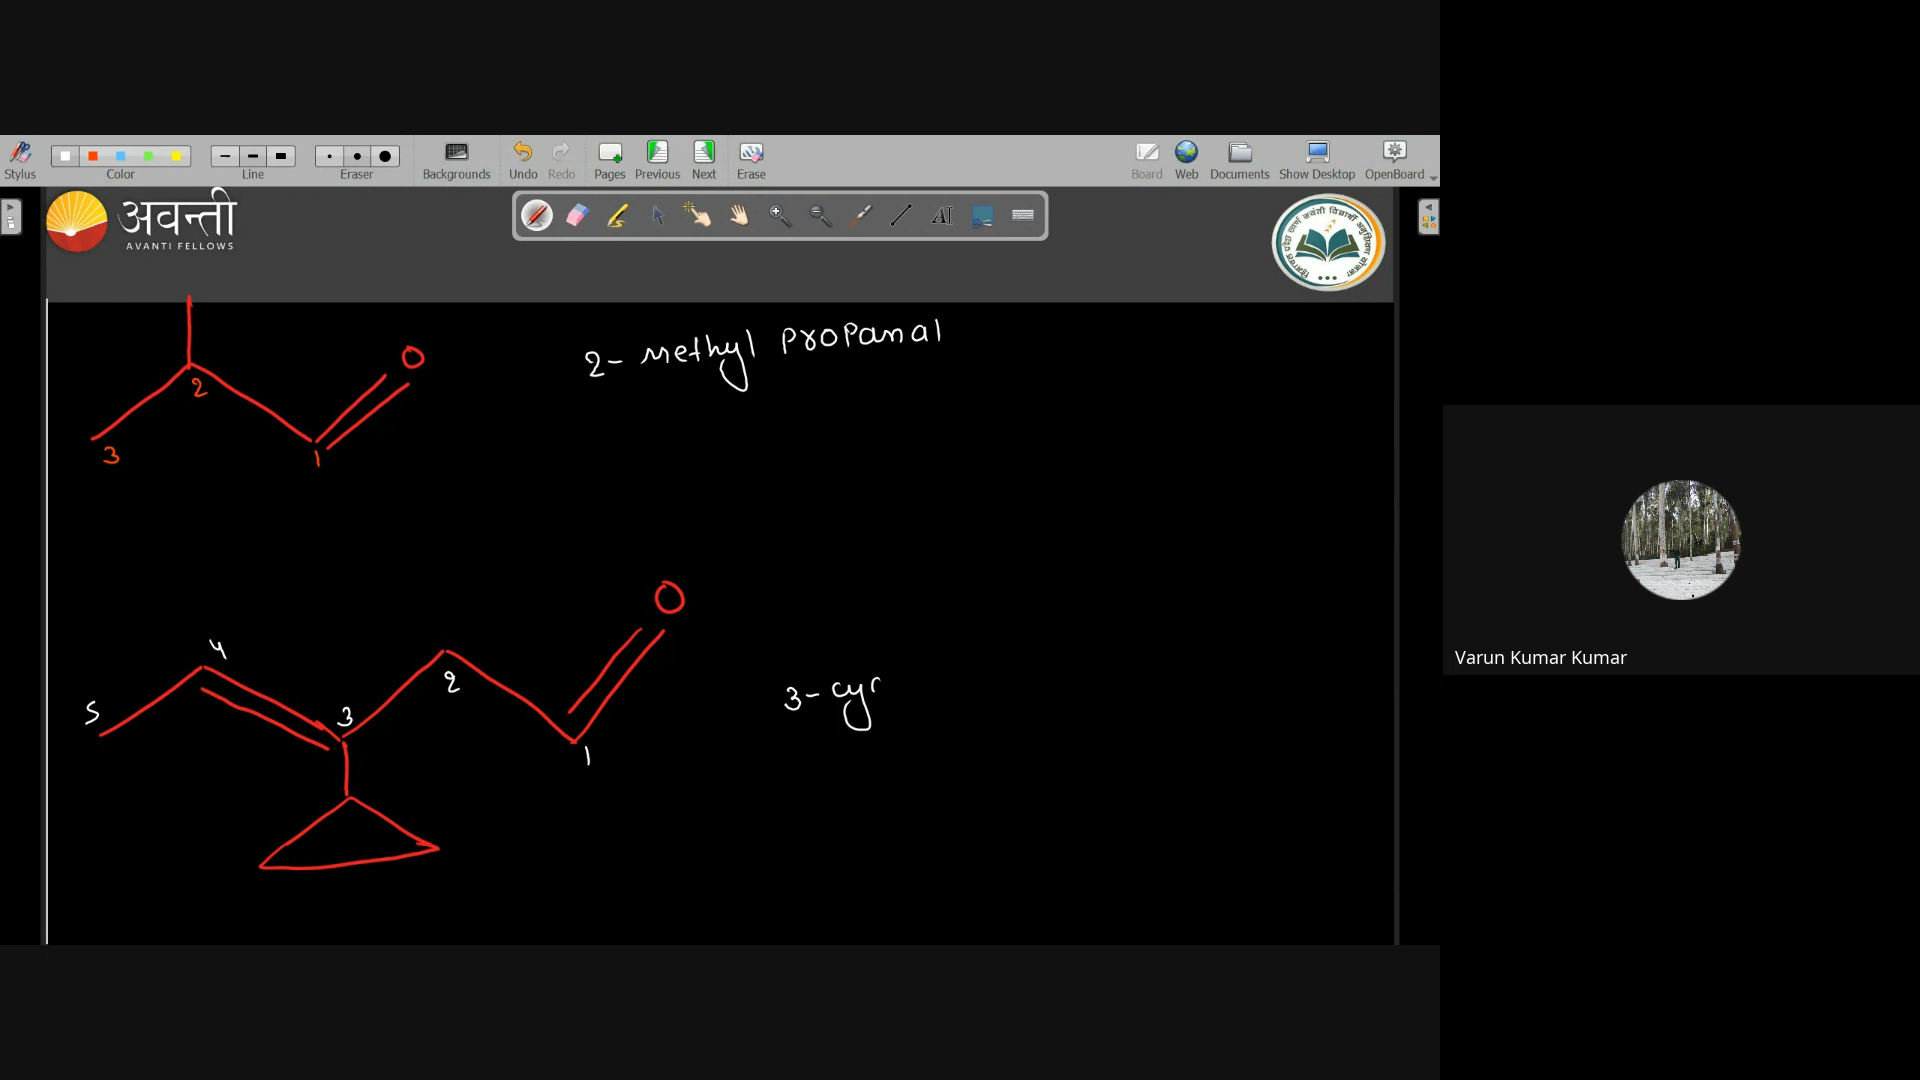 Stylus
Color
Line
Eraser
Backgrounds
Undo
Redo
Pages
Previous
Next
Erase
Board
Web
Documents
Show Desktop
OpenBoard
अवन्ती
AVANTI FELLOWS
2- Methyl Propanal
O
2
3
1
O
4
5
3
2
1
3- cyr
Varun Kumar Kumar